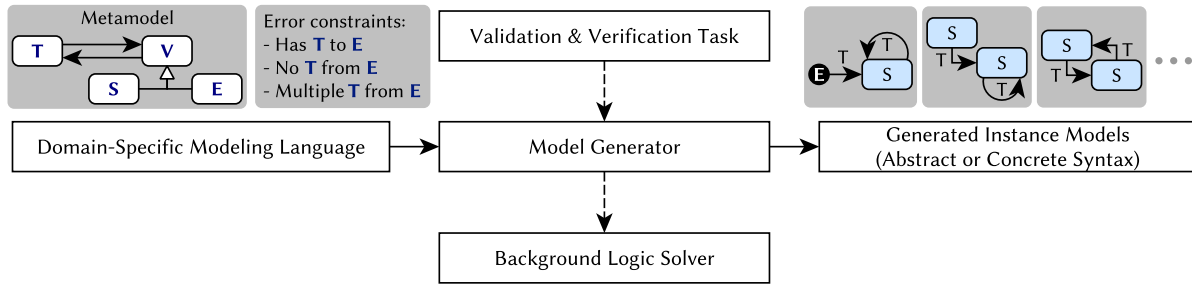 Metamodel
T
V
S
E
Error constraints:
- Has T to E
- No T from E
- Multiple T from E
Validation & Verification Task
E
T
T
S
S
T
S
T
S
T
T
S
Domain-Specific Modeling Language
Model Generator
Generated Instance Models
(Abstract or Concrete Syntax)
Background Logic Solver